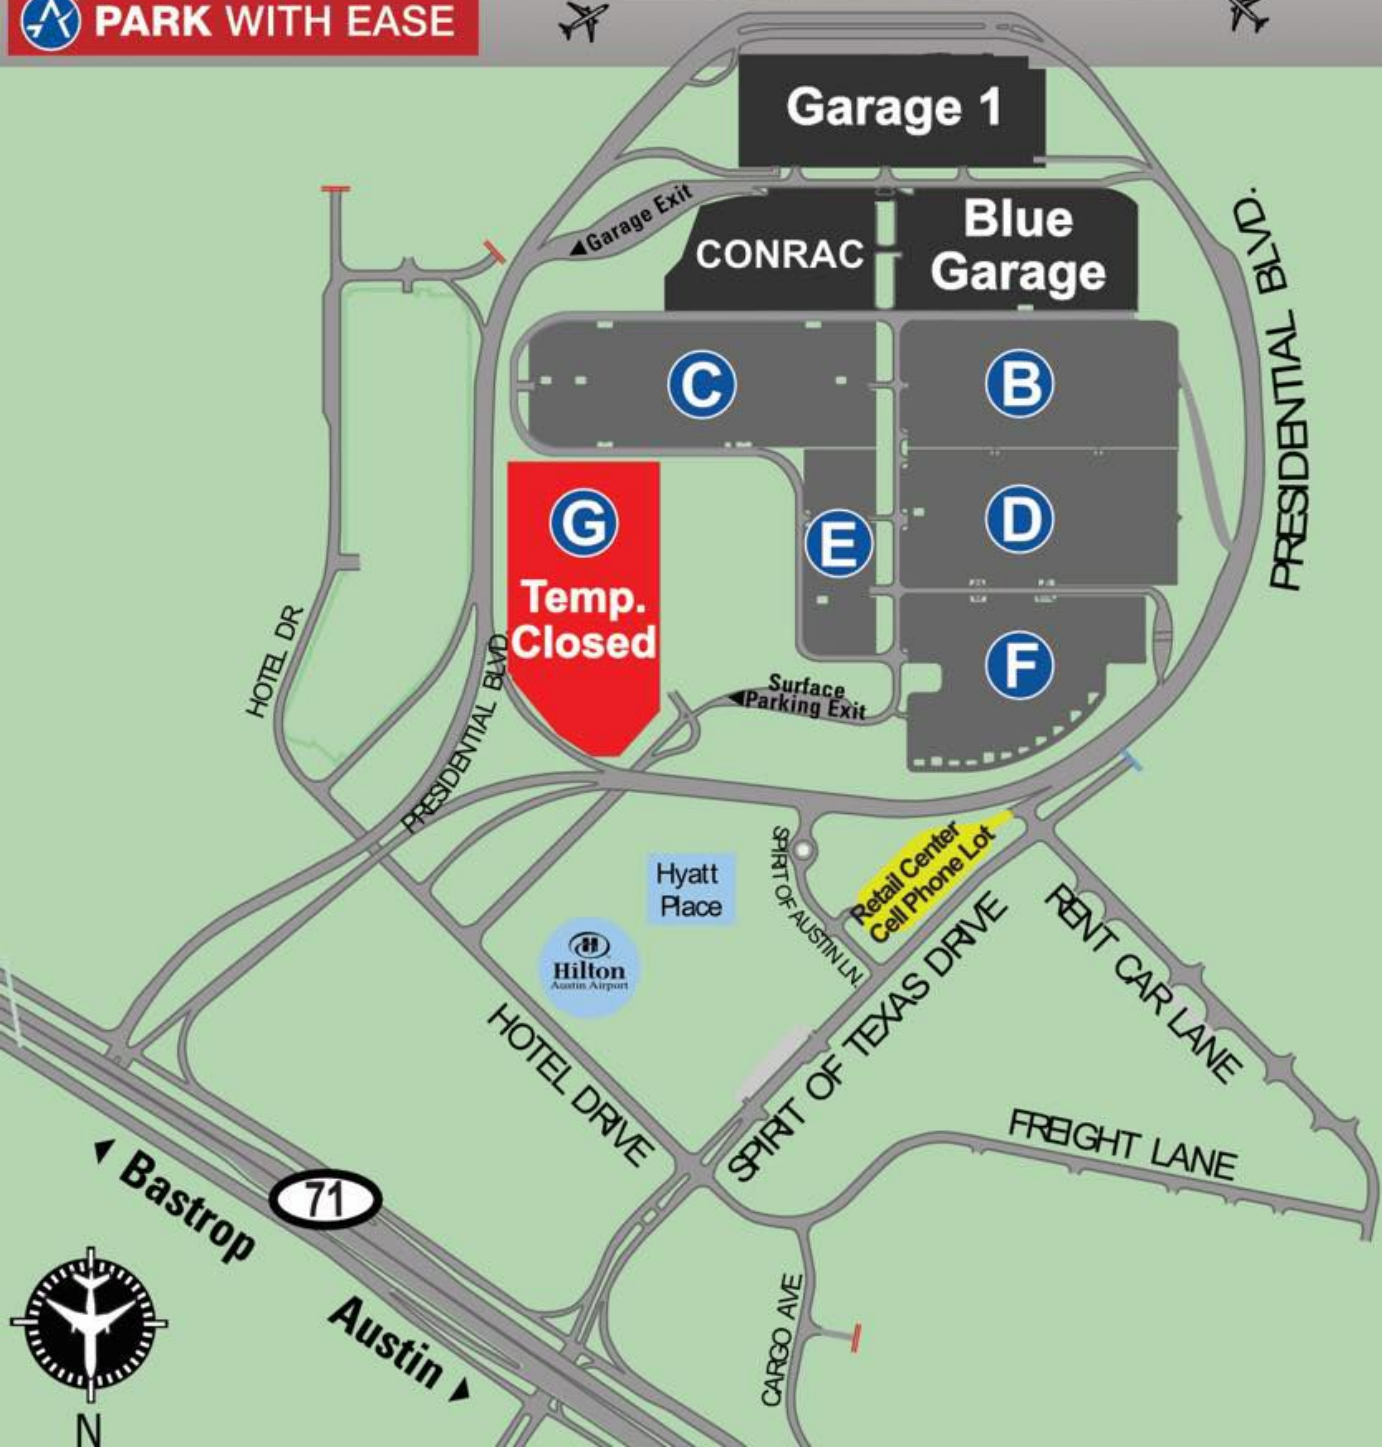 PARK WITH EASE
Garage 1
Garage Exit
CONRAC
Blue
Garage
PRESIDENTIAL BLVD.
C
B
G
Temp.
Closed
E
D
F
HOTEL DR
PRESIDENTIAL BLVD.
Surface
Parking Exit
Hyatt
Place
SPIRIT OF AUSTIN LN.
Retail Center
Cell Phone Lot
H
Hilton
Austin Airport
HOTEL DRIVE
SPIRIT OF TEXAS DRIVE
RENT CAR LANE
FREIGHT LANE
71
Bastrop
Austin
CARGO AVE
N